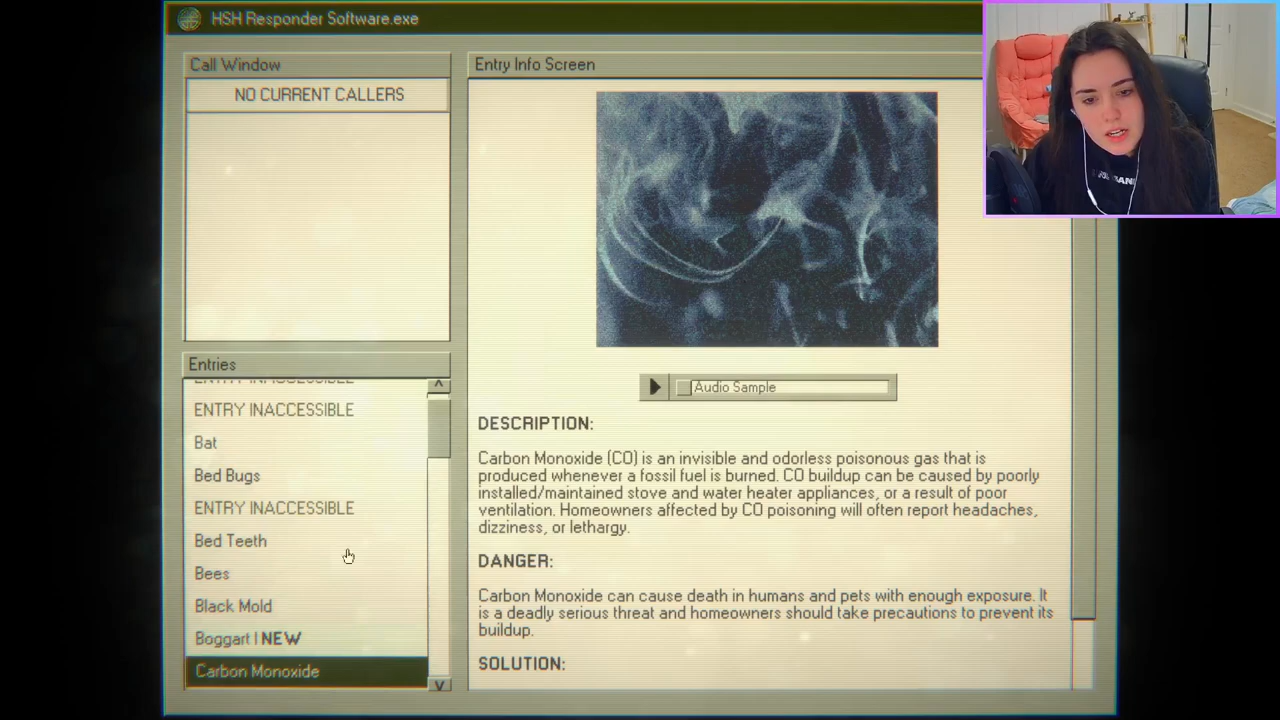 HSH Responder Software.exe
Call Window
NO CURRENT CALLERS
Entry Info Screen
Audio Sample
Entries
ENTRY INACCESSIBLE
ENTRY INACCESSIBLE
Bat
Bed Bugs
ENTRY INACCESSIBLE
Bed Teeth
Bees
Black Mold
Boggart | NEW
Carbon Monoxide
DESCRIPTION:
Carbon Monoxide (CO) is an invisible and odorless poisonous gas that is
produced whenever a fossil fuel is burned. CO buildup can be caused by poorly
installed/maintained stove and water heater appliances, or a result of poor
ventilation. Homeowners affected by CO poisoning will often report headaches,
dizziness, or lethargy.
DANGER:
Carbon Monoxide can cause death in humans and pets with enough exposure. It
is a deadly serious threat and homeowners should take precautions to prevent its
buildup.
SOLUTION: